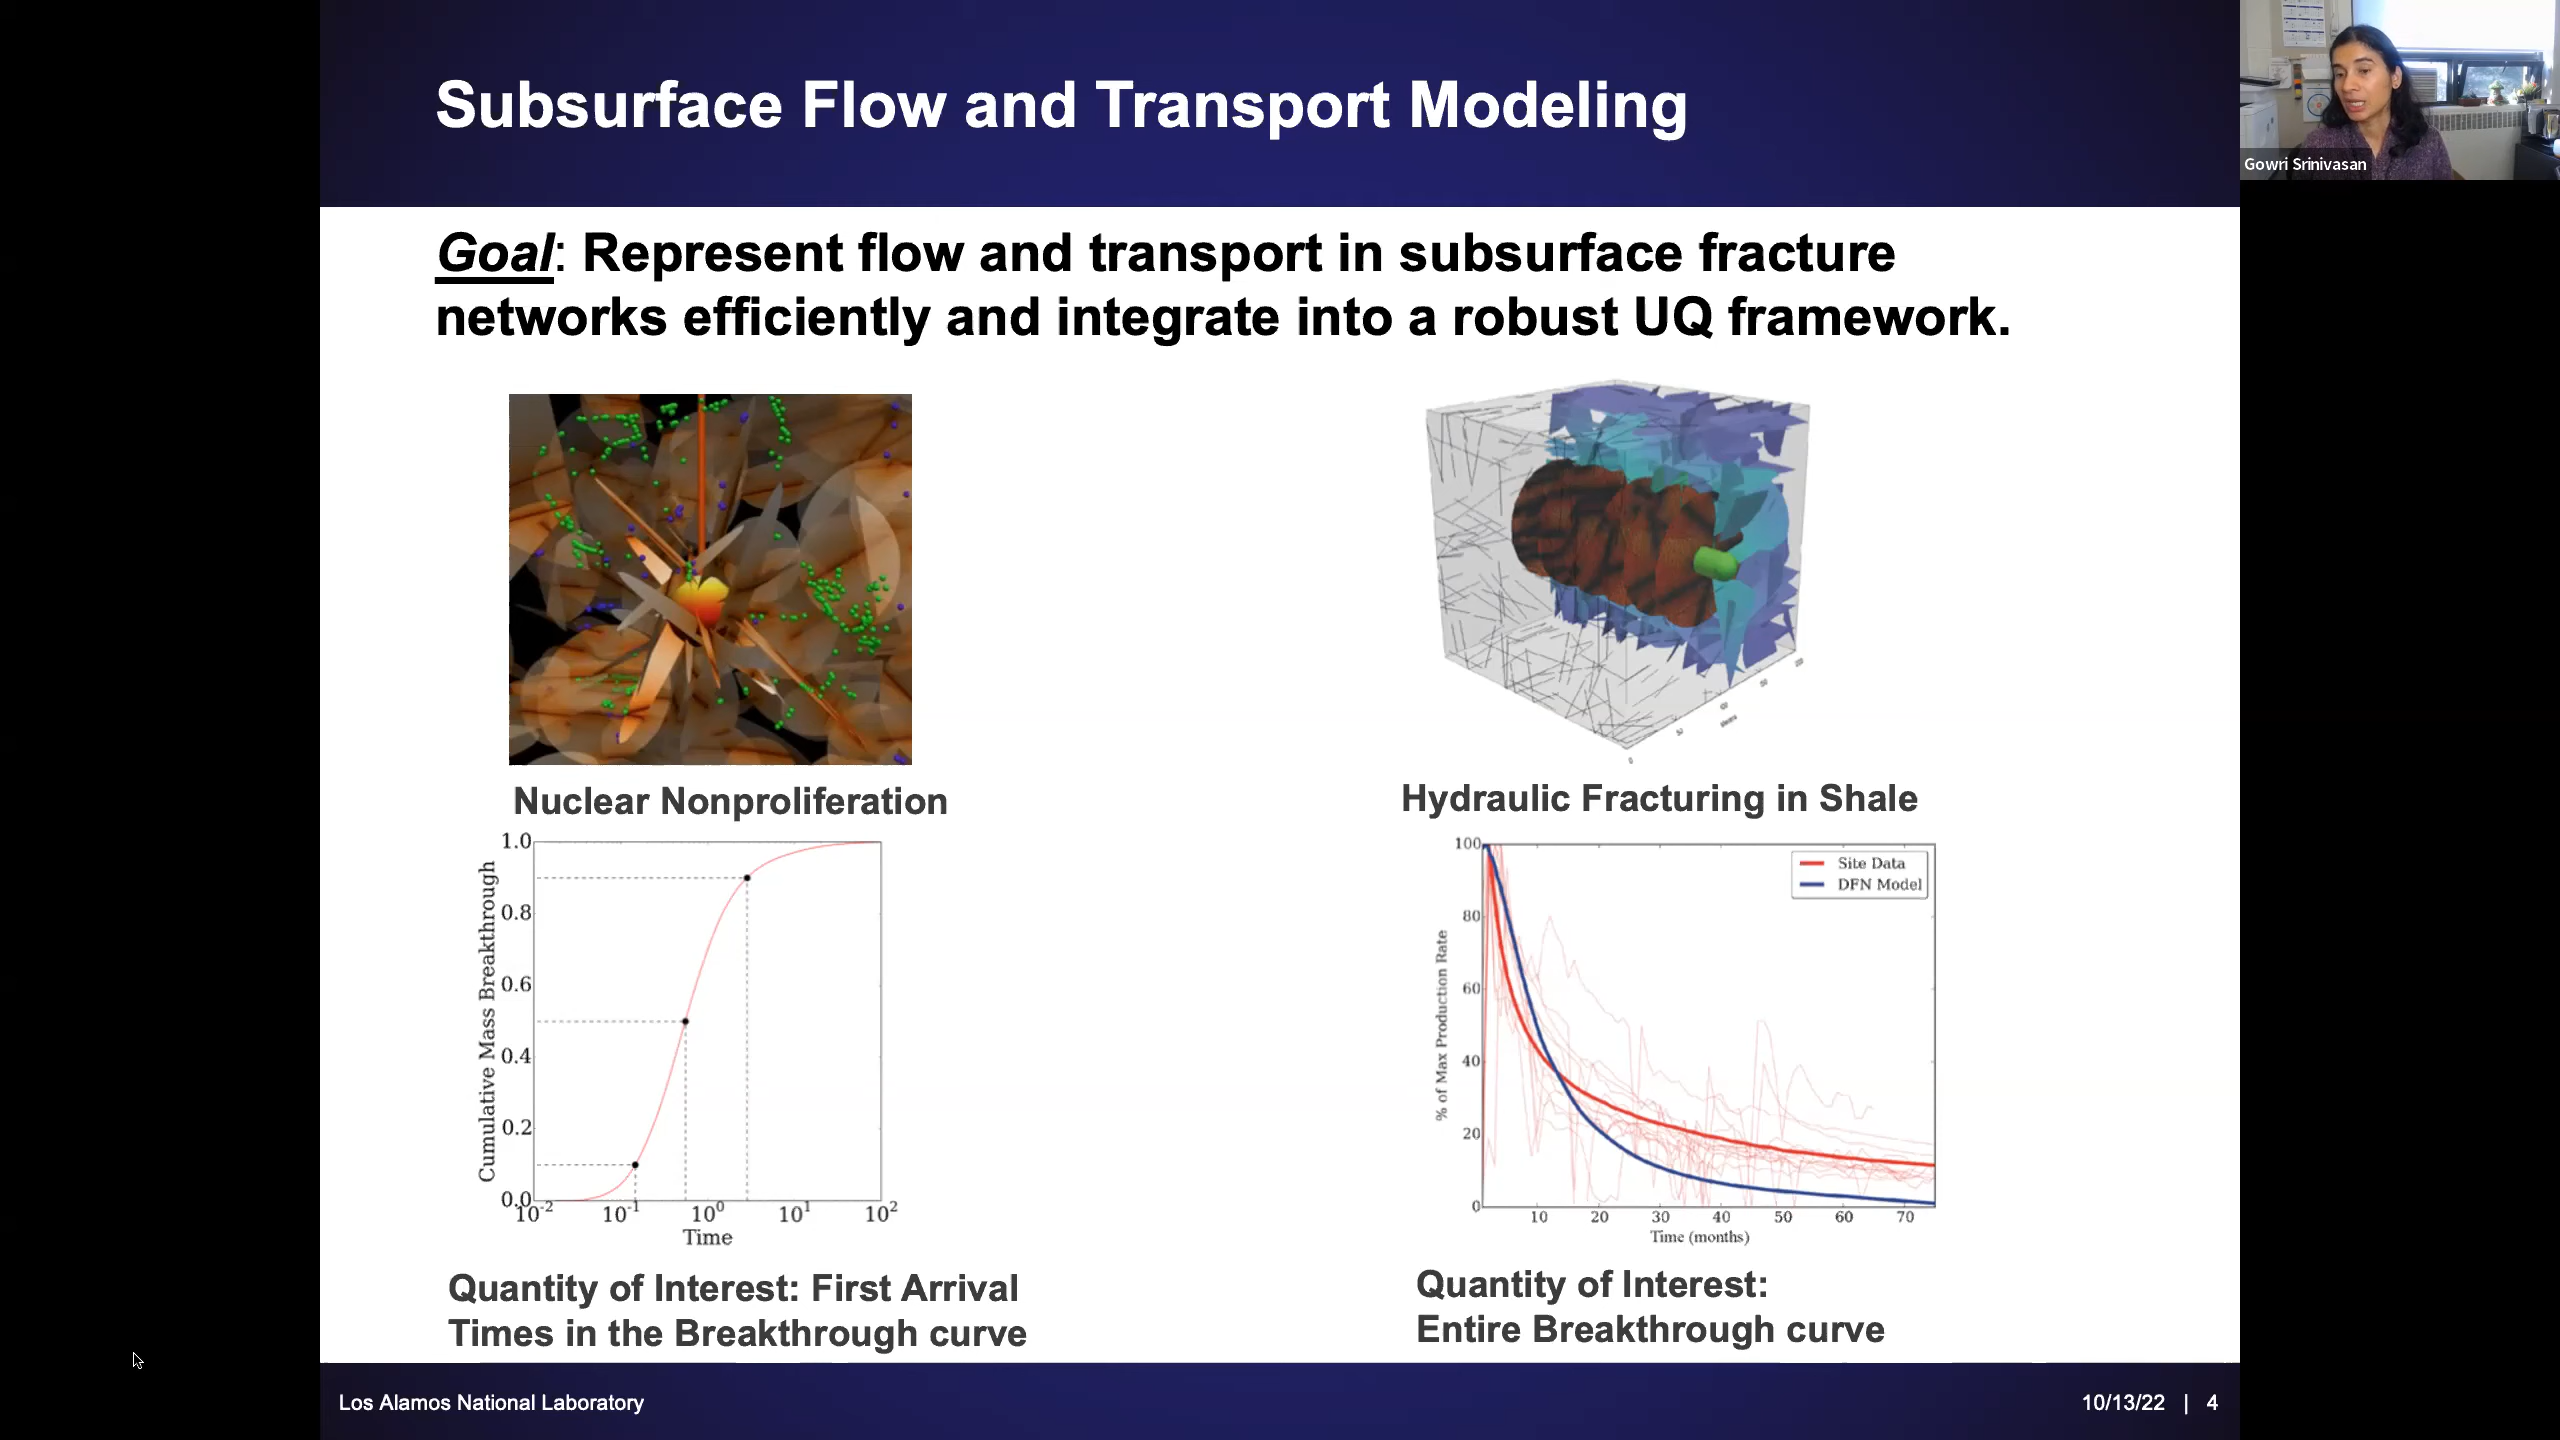 Subsurface Flow and Transport Modeling
Gowri Srinivasan
Goal: Represent flow and transport in subsurface fracture
networks efficiently and integrate into a robust UQ framework.
Nuclear Nonproliferation
Cumulative Mass Breakthrough
1.0
0.8
0.6
0.4
0.2
0.0
10-2 10-1 100 101 102
Time
Quantity of Interest: First Arrival
Times in the Breakthrough curve
Hydraulic Fracturing in Shale
% of Max Production Rate
100
80
60
40
20
0
Site Data
DFN Model
10 20 30 40 50 60 70
Time (months)
Quantity of Interest:
Entire Breakthrough curve
Los Alamos National Laboratory
10/13/22 | 4